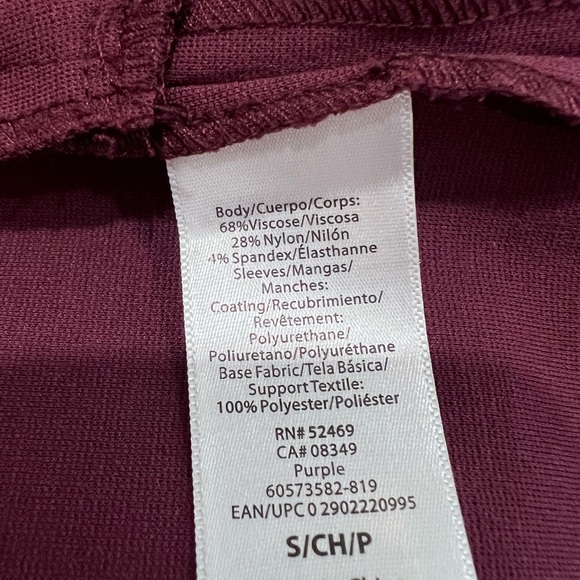 Body/Cuerpo/Corps:
68%Viscose/Viscosa
28% Nylon/Nilón
4% Spandex/Élasthanne
Sleeves/Mangas/
Manches:
Coating/Recubrimiento/
Revêtement:
Polyurethane/
Poliuretano/Polyuréthane
Base Fabric/Tela Básica/
Support Textile:
100% Polyester/Poliéster
RN# 52469
CA# 08349
Purple
60573582-819
EAN/UPC 0 2902220995
S/CH/P